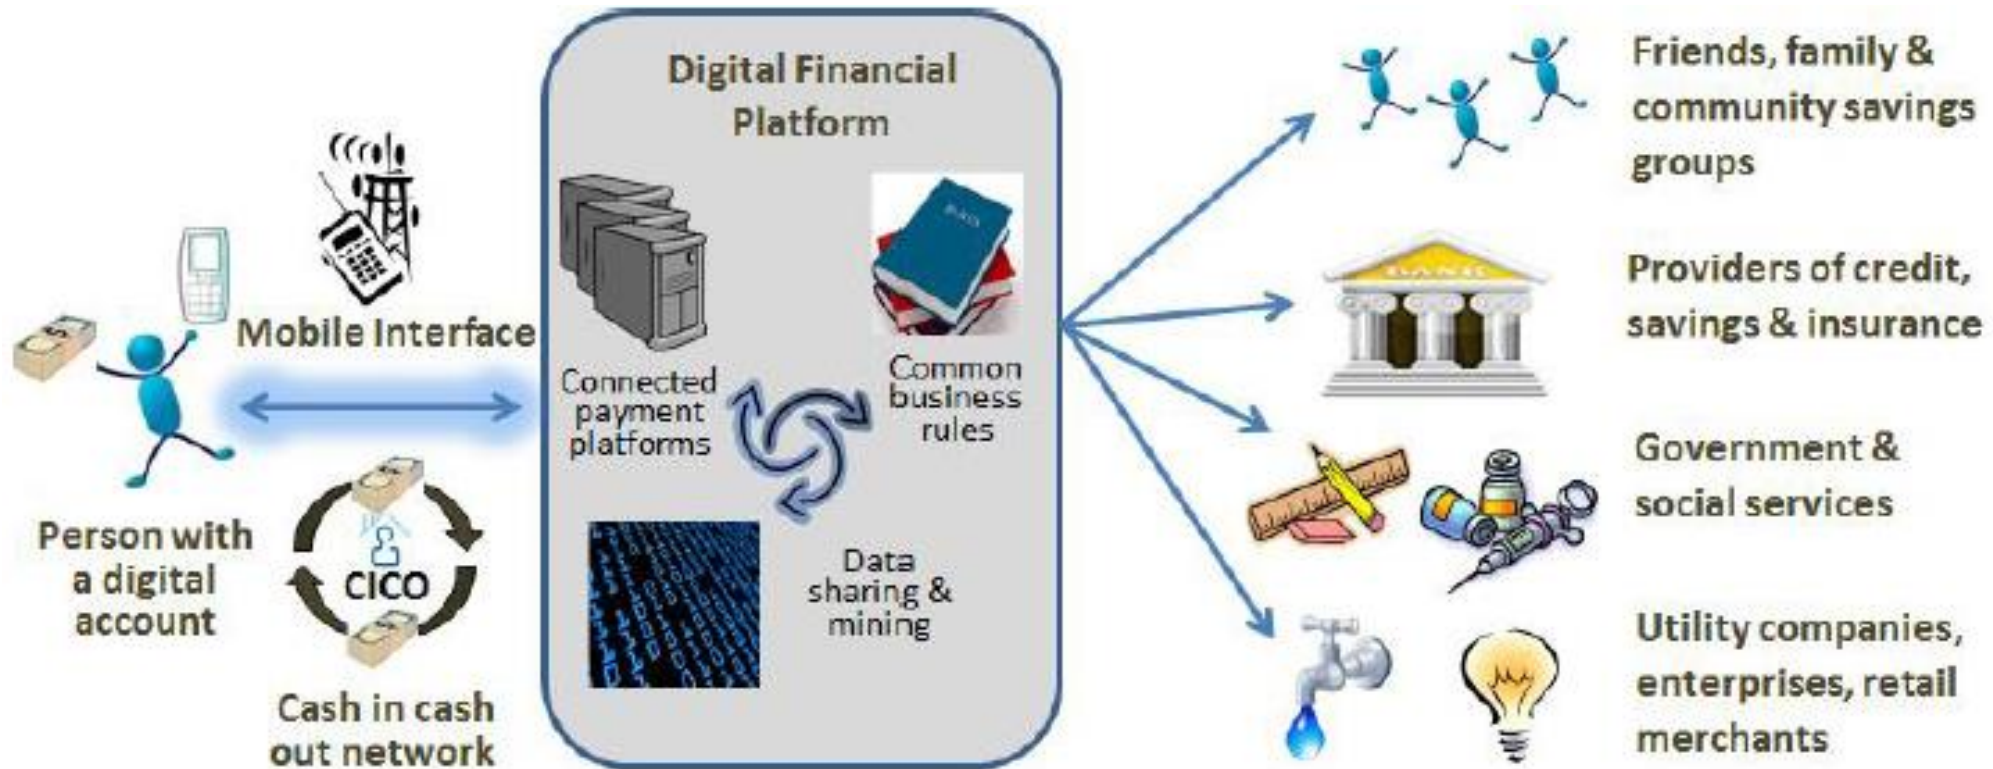 Digital Financial
Platform
Mobile Interface
Person with
a digital
account
CICO
Cash in cash
out network
Connected
payment
platforms
Common
business
rules
Data
sharing &
mining
Friends, family &
community savings
groups
BANK
Providers of credit,
savings & insurance
Government &
social services
Utility companies,
enterprises, retail
merchants